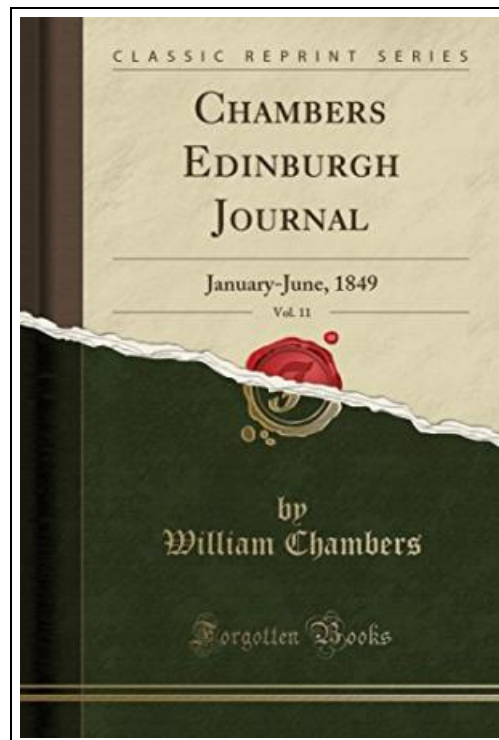 CLASSIC REPRINT SERIES
CHAMBERS
EDINBURGH
JOURNAL
January-June, 1849
Vol. 11
by
William Chambers
Forgotten Books